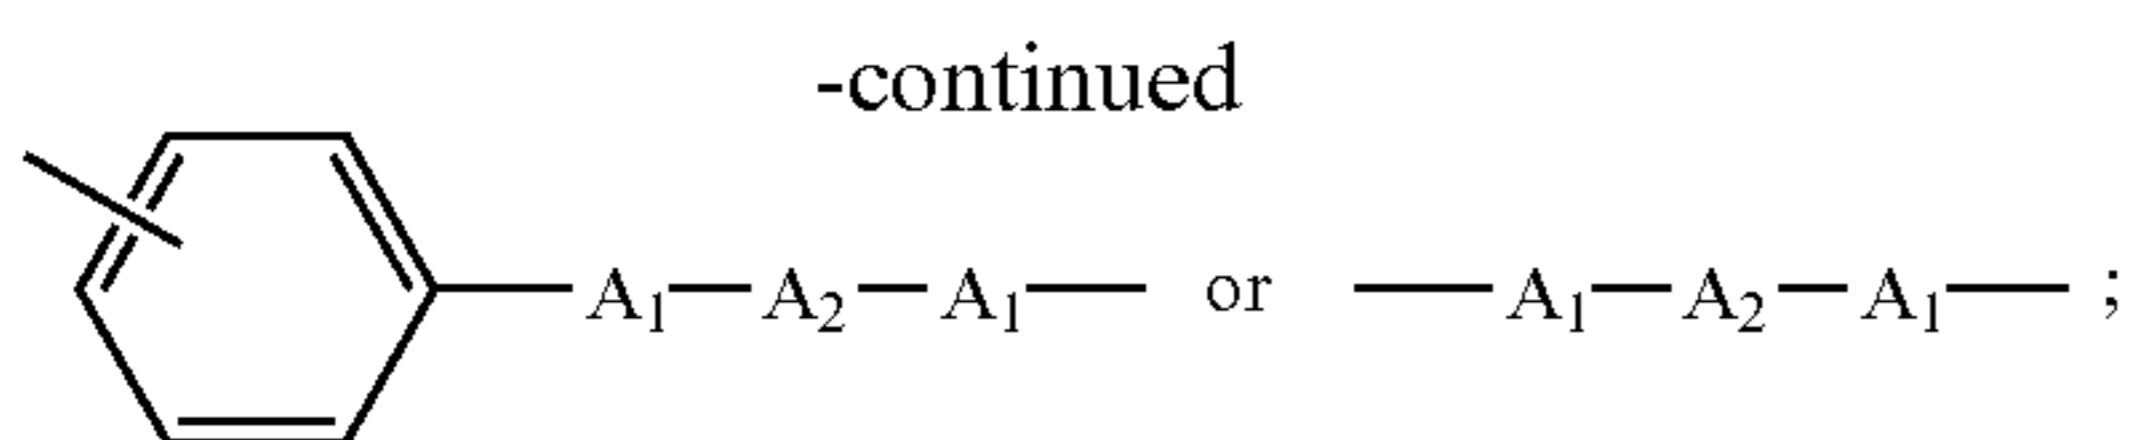 -continued
A₁—A₂—A₁— or —A₁—A₂—A₁— ;